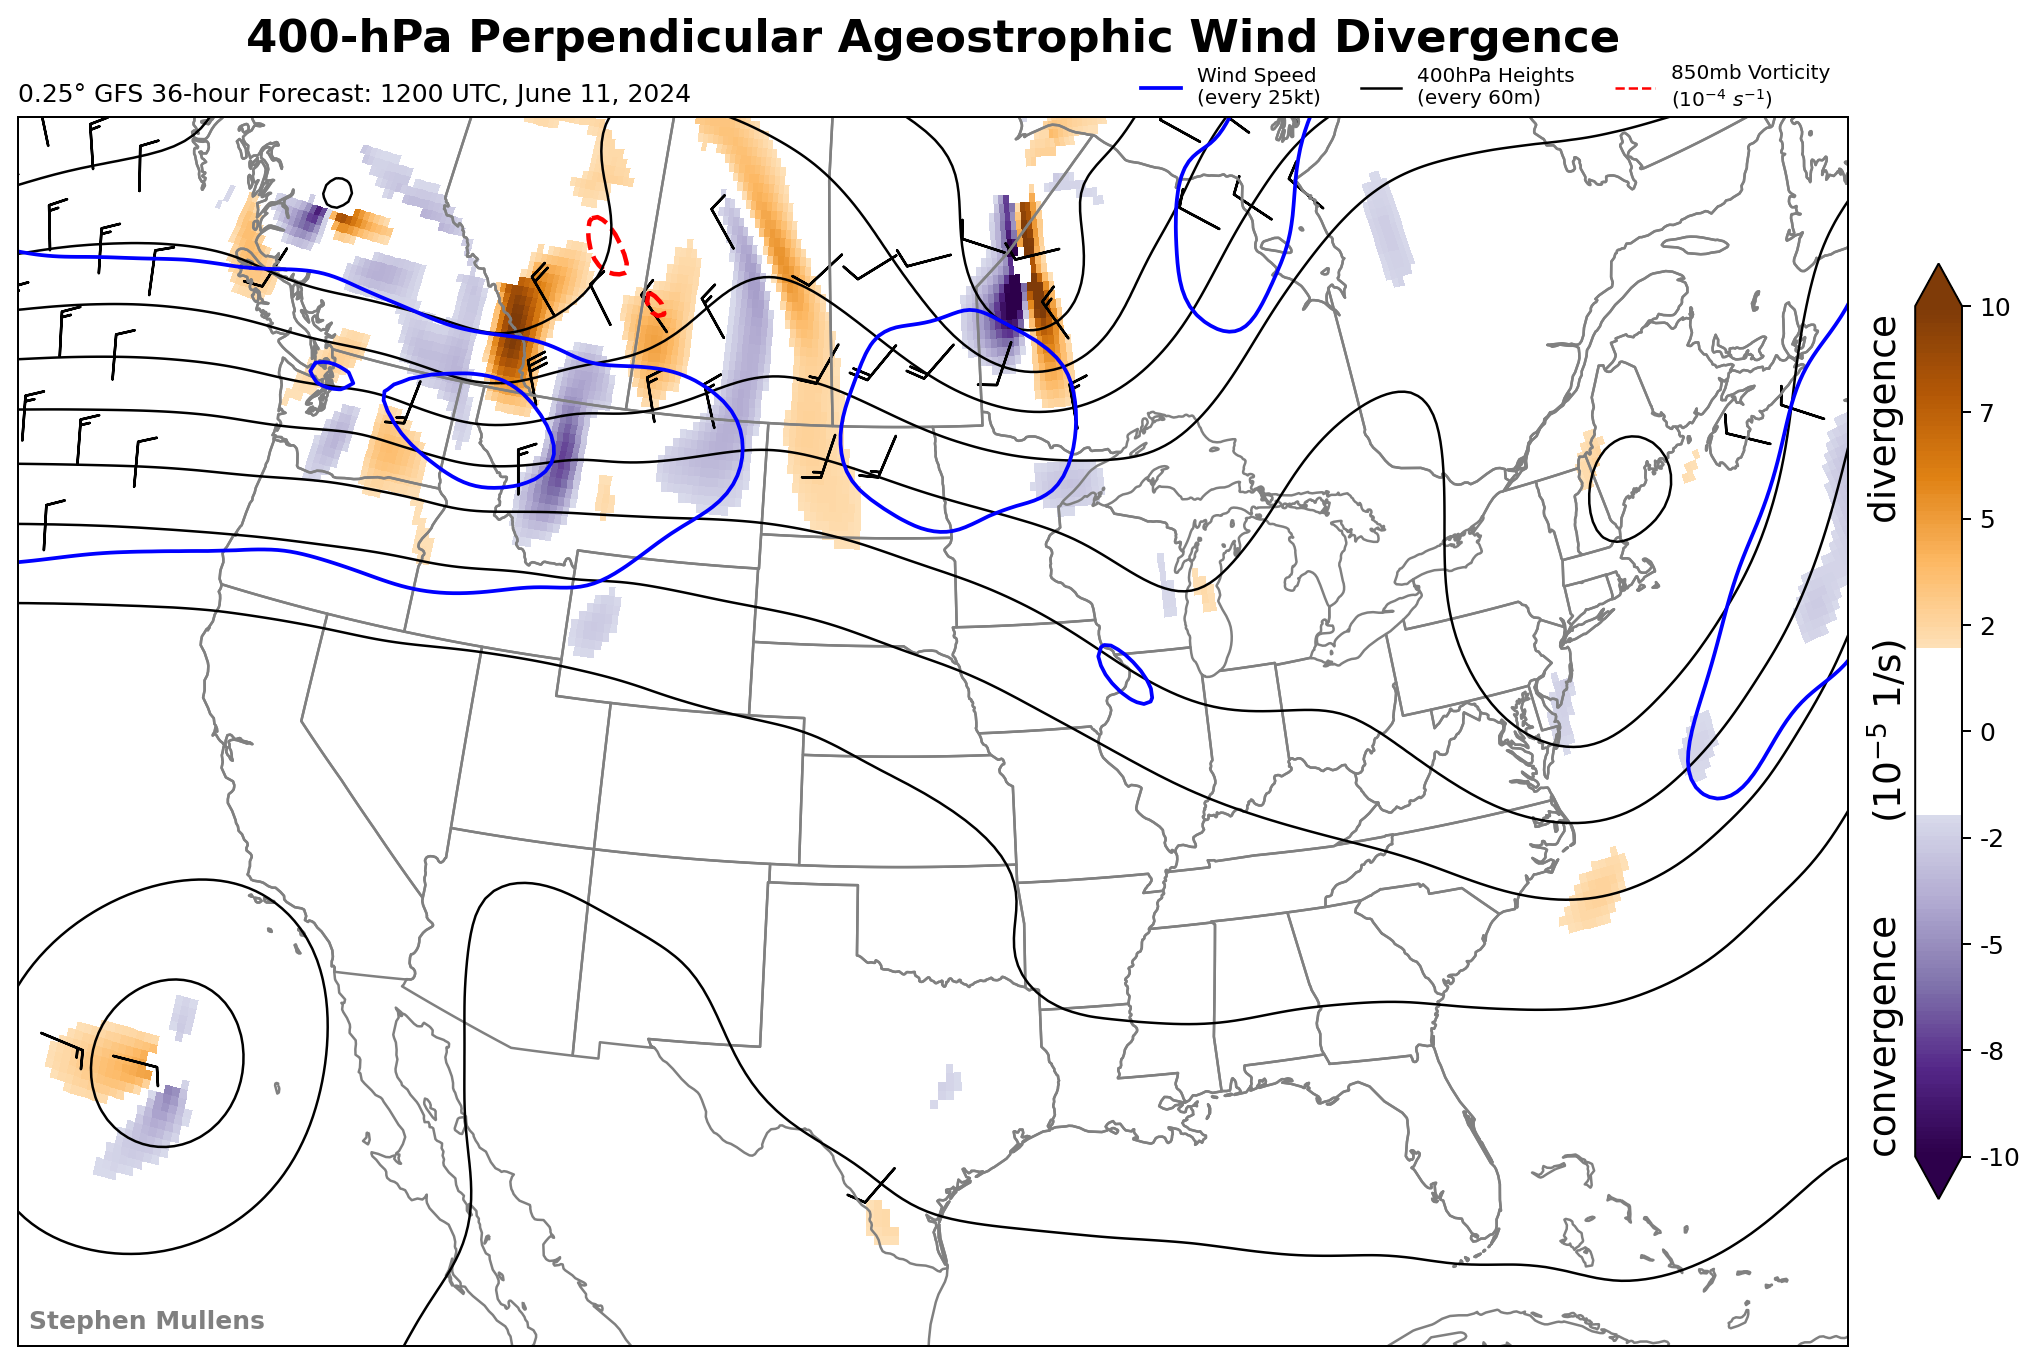 400-hPa Perpendicular Ageostrophic Wind Divergence
0.25° GFS 36-hour Forecast: 1200 UTC, June 11, 2024
Wind Speed
(every 25kt)
400hPa Heights
(every 60m)
850mb Vorticity
(10⁻⁴ s⁻¹)
10
7
5
2
0
-2
-5
-8
-10
convergence (10⁻⁵ 1/s) divergence
Stephen Mullens